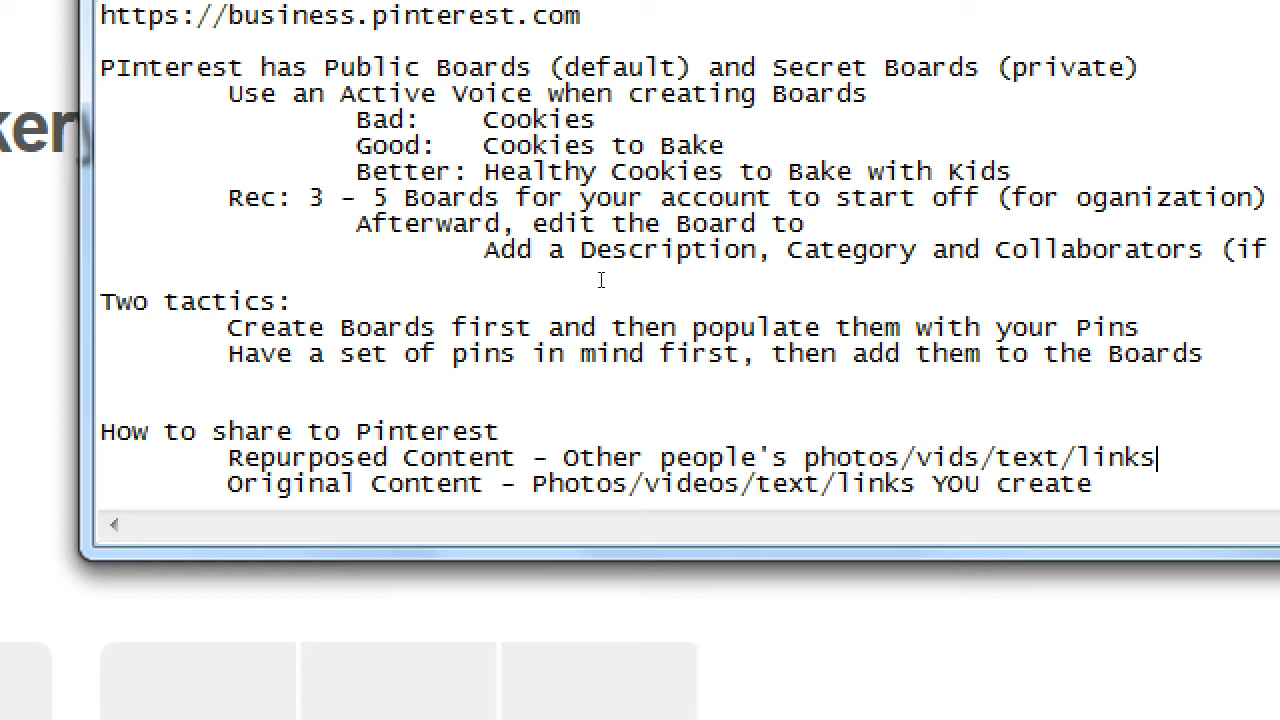 https://business.pinterest.com
PInterest has Public Boards (default) and Secret Boards (private)
Use an Active Voice when creating Boards
Bad: Cookies
Good: Cookies to Bake
Better: Healthy Cookies to Bake with Kids
Rec: 3 - 5 Boards for your account to start off (for oganization)
Afterward, edit the Board to
Add a Description, Category and Collaborators (if
Two tactics:
Create Boards first and then populate them with your Pins
Have a set of pins in mind first, then add them to the Boards
How to share to Pinterest
Repurposed Content - Other people's photos/vids/text/links
Original Content - Photos/videos/text/links YOU create